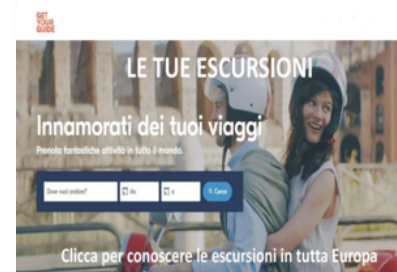 GET
YOUR
GUIDE
LE TUE ESCURSIONI
Innamorati dei tuoi viaggi
Prenota fantastiche attività in tutto il mondo.
Dove vuoi andare? da a Cerca
Clicca per conoscere le escursioni in tutta Europa